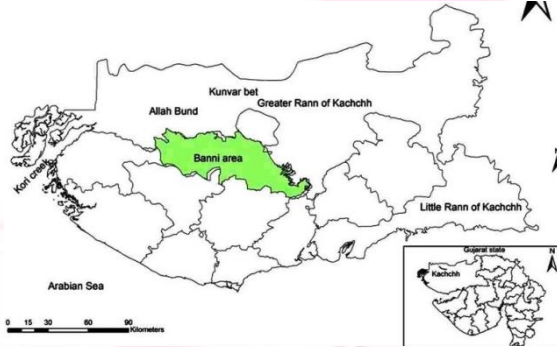 Kunvar bet
Allah Bund
Greater Rann of Kachchh
Banni area
Kori creek
Little Rann of Kachchh
Arabian Sea
0 15 30 60 90
Kilometers
Gujarat state
N
Kachchh